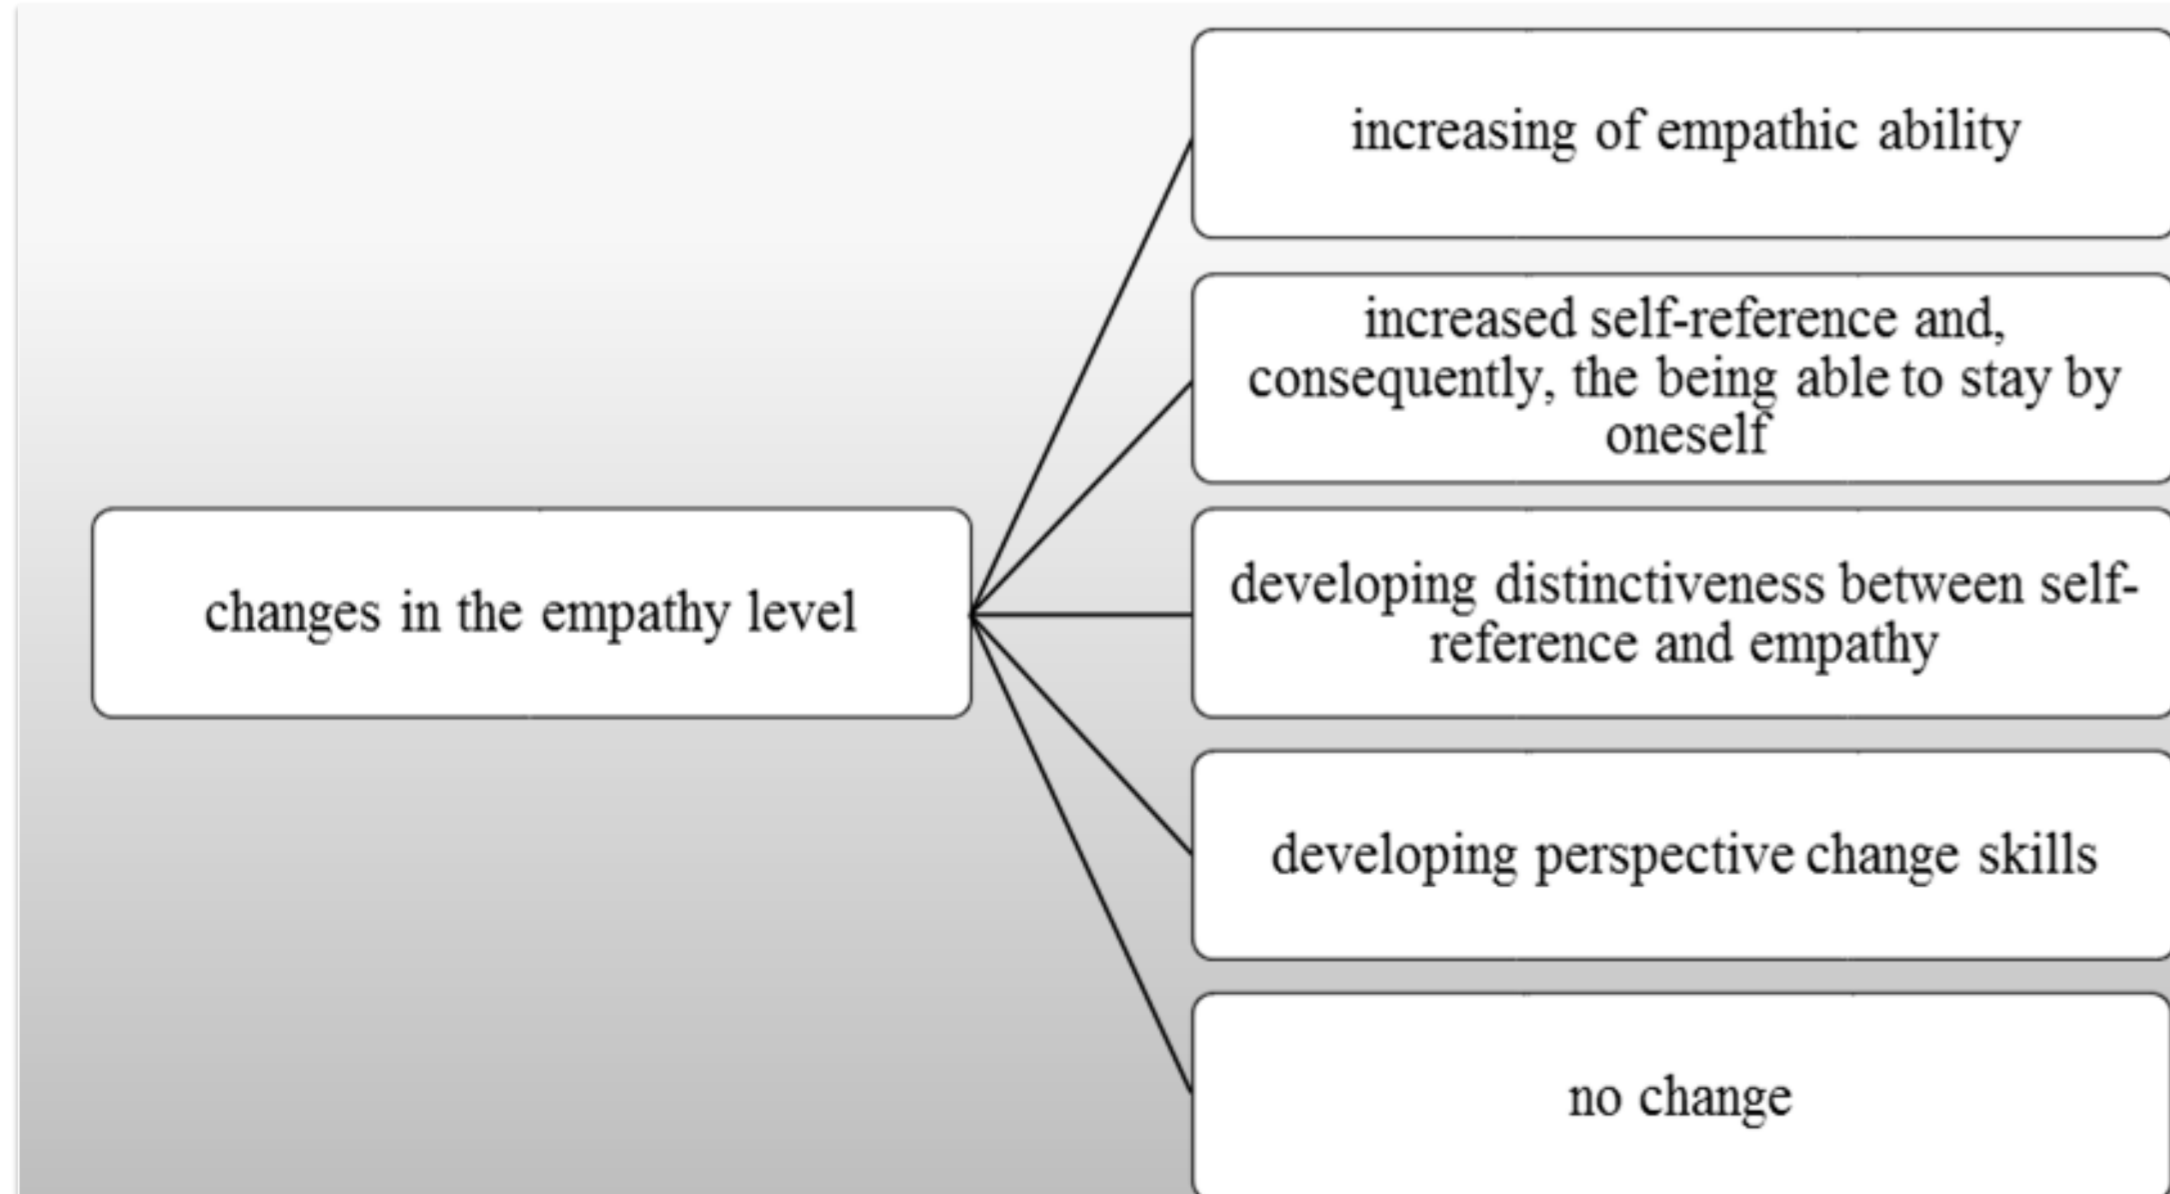 increasing of empathic ability
increased self-reference and,
consequently, the being able to stay by
oneself
changes in the empathy level
developing distinctiveness between self-
reference and empathy
developing perspective change skills
no change